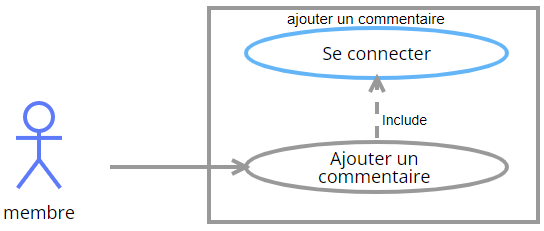 ajouter un commentaire
Se connecter
Include
Ajouter un
commentaire
membre